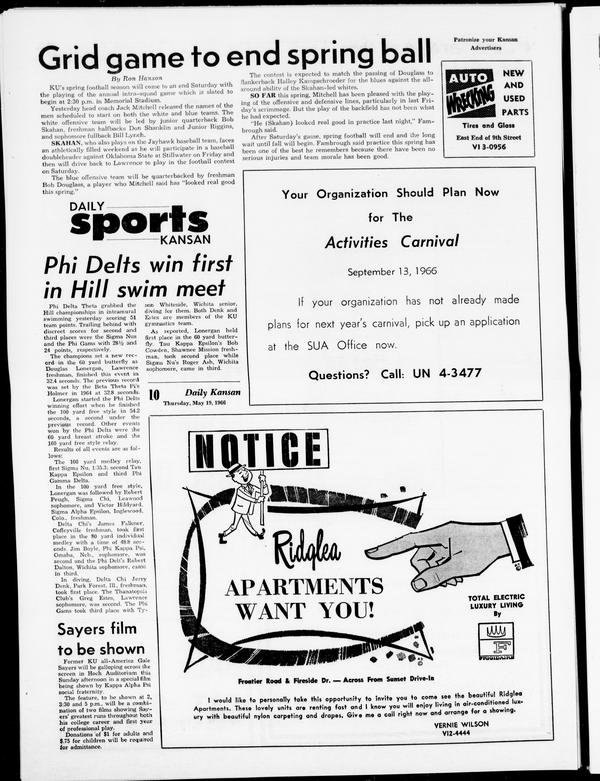 Grid game to end spring ball
By Ron Hanson
KU's spring football season will come to an end Saturday with
the playing of the annual intra-squad game which is slated to
begin at 2:30 p.m. in Memorial Stadium.
Yesterday head coach Jack Mitchell released the names of the
men scheduled to start on both the white and blue teams. The
white offensive team will be led by junior quarterback Bob
Skahan, freshman halfbacks Don Shanklin and Junior Riggins,
and sophomore fullback Bill Lynch.
SKAHAN, who also plays on the Jayhawk baseball team, faces
an athletically filled weekend as he will participate in a baseball
doubleheader against Oklahoma State at Stillwater on Friday and
then will drive back to Lawrence to play in the football contest
on Saturday.
The blue offensive team will be quarterbacked by freshman
Bob Douglass, a player who Mitchell said has "looked real good
this spring."
The contest is expected to match the passing of Douglass to
flankerback Halley Kampschroeder for the blues against the all-
around ability of the Skahan-led whites.
SO FAR this spring, Mitchell has been pleased with the play-
ing of the offensive and defensive lines, particularly in last Fri-
day's scrimmage. But the play of the backfield has not been what
he had expected.
"He (Skahan) looked real good in practice last night," Fam-
brough said.
After Saturday's game, spring football will end and the long
wait until fall will begin. Fambrough said practice this spring has
been one of the best he remembers because there have been no
serious injuries and team morale has been good.
Patronize your Kansan
Advertisers
AUTO
WRECKING
NEW
AND
USED
PARTS
Tires and Glass
East End of 9th Street
VI 3-0956
DAILY
sports
KANSAN
Phi Delts win first
in Hill swim meet
Phi Delta Theta grabbed the
Hill championships in intramural
swimming yesterday scoring 51
team points. Trailing behind with
discreet scores for second and
third places were the Sigma Nus
and the Phi Gams with 28½ and
24 points, respectively.
The champions set a new rec-
ord in the 60 yard butterfly as
Douglas Lonergan, Lawrence
freshman, finished this event in
32.4 seconds. The previous record
was set by the Beta Theta Pi's
Holmer in 1964 at 32.8 seconds.
Lonergan started the Phi Delts
winning effort when he finished
the 100 yard free style in 54.2
seconds, a second under the
previous record. Other events
won by the Phi Delts were the
60 yard breast stroke and the
160 yard free style relay.
Results of all events are as fol-
lows:
The 160 yard medley relay,
first Sigma Nu, 1:35.3; second Tau
Kappa Epsilon and third Phi
Gamma Delta.
In the 100 yard free style,
Lonergan was followed by Robert
Peugh, Sigma Chi, Leawood
sophomore, and Victor Hildyard,
Sigma Alpha Epsilon, Inglewood,
Colo., freshman.
Delta Chi's James Falkner,
Coffeyville freshman, took first
place in the 80 yard individual
medley with a time of 48.8 sec-
onds. Jim Boyle, Phi Kappa Psi,
Omaha, Neb., sophomore, was
second and the Phi Delt's Robert
Dalton, Wichita sophomore, came
in third.
In diving, Delta Chi Jerry
Denk, Park Forest, Ill., freshman,
took first place. The Thanatopsis
Club's Greg Estes, Lawrence
sophomore, was second. The Phi
Gams took third place with Ty-
son Whiteside, Wichita senior,
diving for them. Both Denk and
Estes are members of the KU
gymnastics team.
As reported, Lonergan held
first place in the 60 yard butter-
fly. Tau Kappa Epsilon's Bob
Cowden, Shawnee Mission fresh-
man, took second place while
Sigma Nu's Roger Ash, Wichita
sophomore, came in third.
10 Daily Kansan
Thursday, May 19, 1966
Sayers film
to be shown
Former KU all-America Gale
Sayers will be galloping across the
screen in Hoch Auditorium this
Sunday afternoon in a special film
being shown by Kappa Alpha Psi
social fraternity.
The feature, to be shown at 2,
3:30 and 5 p.m. will be a combi-
nation of two films showing Say-
ers' greatest runs throughout both
his college career and first year
of professional play.
Donations of $1 for adults and
$.75 for children will be required
for admittance.
Your Organization Should Plan Now
for The
Activities Carnival
September 13, 1966
If your organization has not already made
plans for next year's carnival, pick up an application
at the SUA Office now.
Questions? Call: UN 4-3477
NOTICE
Ridglea
APARTMENTS
WANT YOU!
TOTAL ELECTRIC
LUXURY LIVING
By
F
Frontier Road & Fireside Dr. — Across From Sunset Drive-In
I would like to personally take this opportunity to invite you to come see the beautiful Ridglea
Apartments. These lovely units are renting fast and I know you will enjoy living in air-conditioned lux-
ury with beautiful nylon carpeting and drapes. Give me a call right now and arrange for a showing.
VERNIE WILSON
VI2-4444